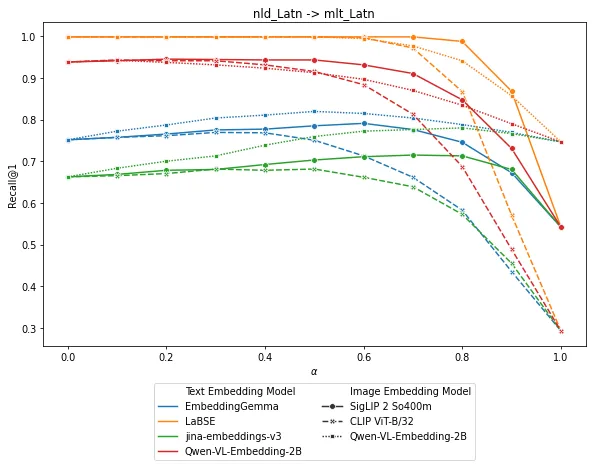 nld_Latn -> mlt_Latn
1.0
0.9
0.8
0.7
0.6
0.5
0.4
0.3
Recall@1
0.0 0.2 0.4 0.6 0.8 1.0
α
Text Embedding Model
EmbeddingGemma
LaBSE
jina-embeddings-v3
Qwen-VL-Embedding-2B
Image Embedding Model
SigLIP 2 So400m
CLIP ViT-B/32
Qwen-VL-Embedding-2B